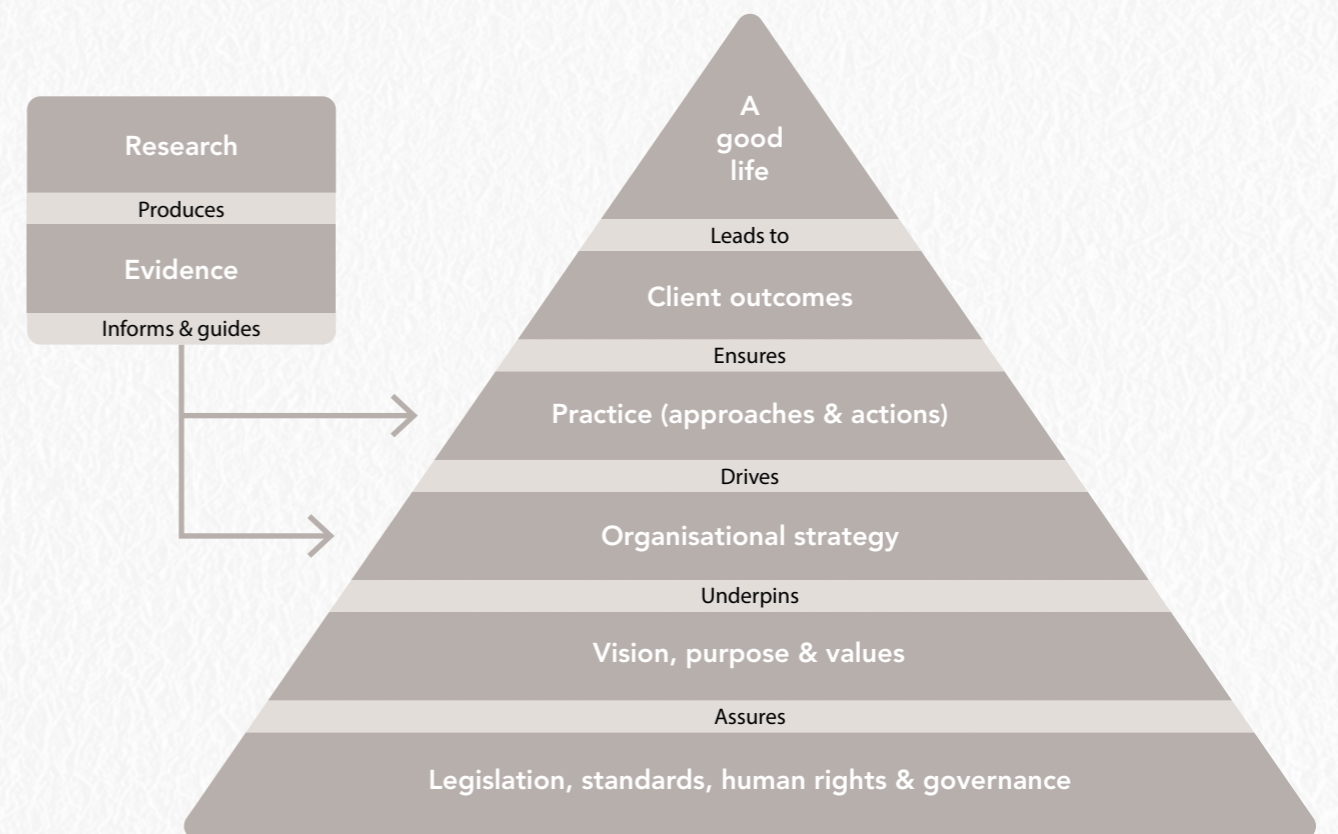 Research
Produces
Evidence
Informs & guides
A
good
life
Leads to
Client outcomes
Ensures
Practice (approaches & actions)
Drives
Organisational strategy
Underpins
Vision, purpose & values
Assures
Legislation, standards, human rights & governance